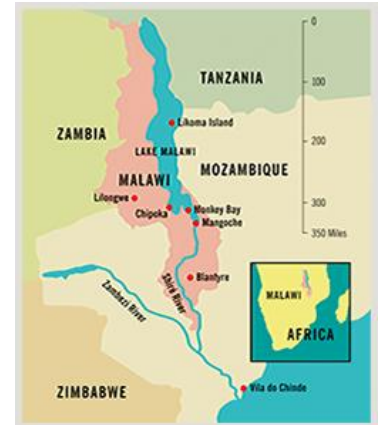 0
TANZANIA
100
Likoma Island
ZAMBIA
200
LAKE MALAWI
MOZAMBIQUE
MALAWI
Lilongwe
300
Monkey Bay
Chipoka
Mangoche
350 Miles
Blantyre
Shiré River
Zambezi River
MALAWI
AFRICA
ZIMBABWE
Vila do Chinde